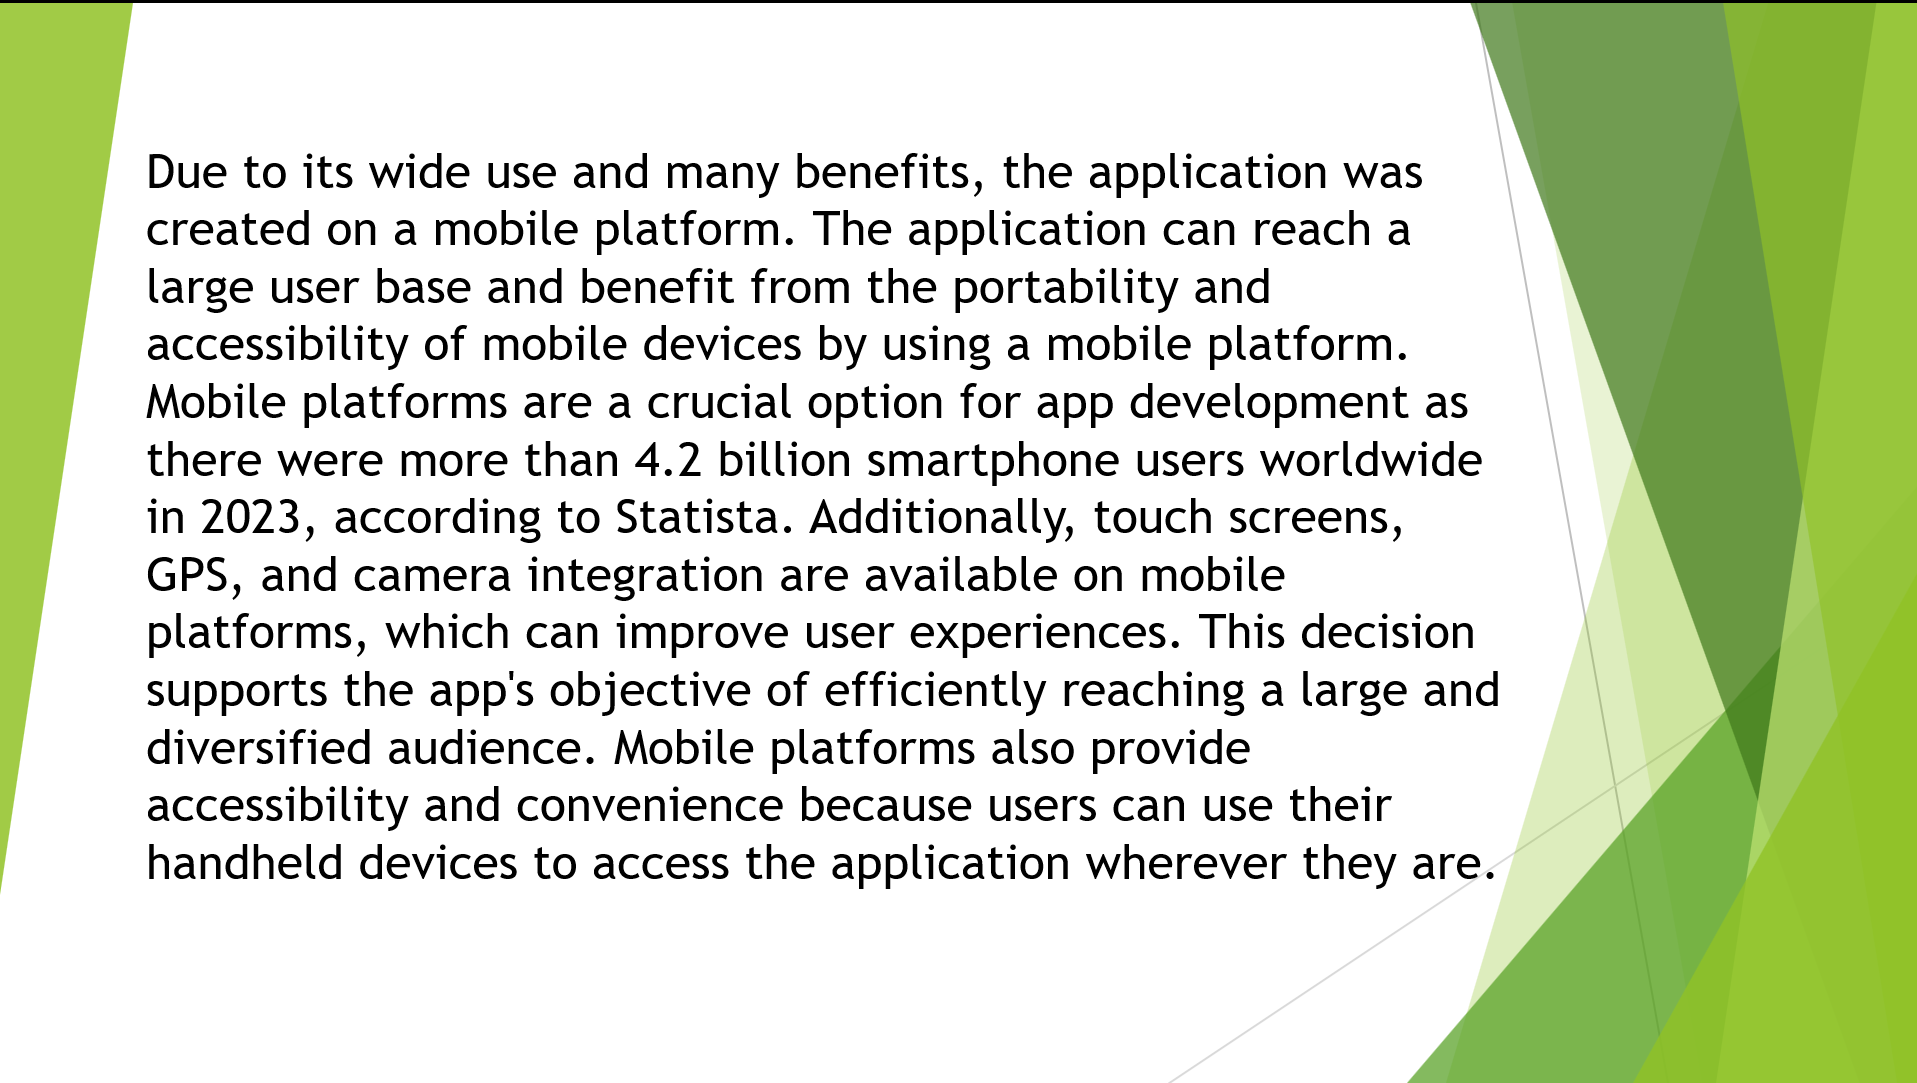 Due to its wide use and many benefits, the application was
created on a mobile platform. The application can reach a
large user base and benefit from the portability and
accessibility of mobile devices by using a mobile platform.
Mobile platforms are a crucial option for app development as
there were more than 4.2 billion smartphone users worldwide
in 2023, according to Statista. Additionally, touch screens,
GPS, and camera integration are available on mobile
platforms, which can improve user experiences. This decision
supports the app's objective of efficiently reaching a large and
diversified audience. Mobile platforms also provide
accessibility and convenience because users can use their
handheld devices to access the application wherever they are.